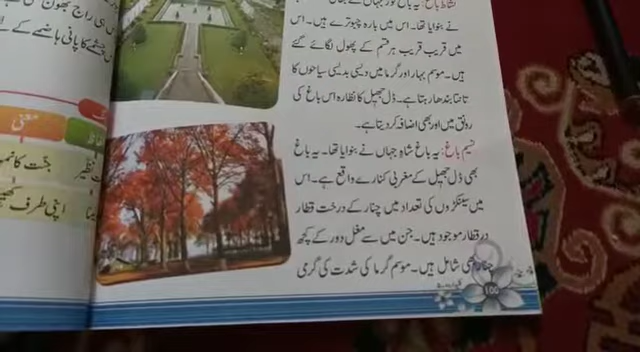 نشاط باغ: یہ باغ نور جہاں کے بھائی
نے بنوایا تھا۔ اس میں بارہ چبوترے ہیں۔ اس
میں قریب قریب ہر قسم کے پھول لگائے گئے
ہیں۔ موسم بہار اور گرما میں دیسی بدیسی سیاحوں کا
تانتا بندھا رہتا ہے۔ ڈل جھیل کا نظارہ اس باغ کی
رونق میں اور بھی اضافہ کر دیتا ہے۔
نسیم باغ: یہ باغ شاہ جہاں نے بنوایا تھا۔ یہ باغ
بھی ڈل جھیل کے مغربی کنارے واقع ہے۔ اس
میں سینکڑوں کی تعداد میں چنار کے درخت قطار
در قطار موجود ہیں۔ جن میں سے مغل دور کے کچھ
چنار بھی شامل ہیں۔ موسم گرما کی شدت کی گرمی
100
معنی
اپنی طرف